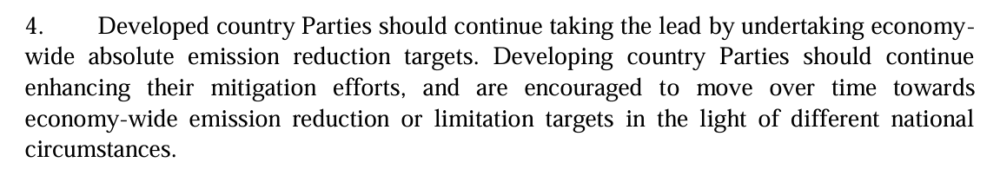 4. Developed country Parties should continue taking the lead by undertaking economy-
wide absolute emission reduction targets. Developing country Parties should continue
enhancing their mitigation efforts, and are encouraged to move over time towards
economy-wide emission reduction or limitation targets in the light of different national
circumstances.